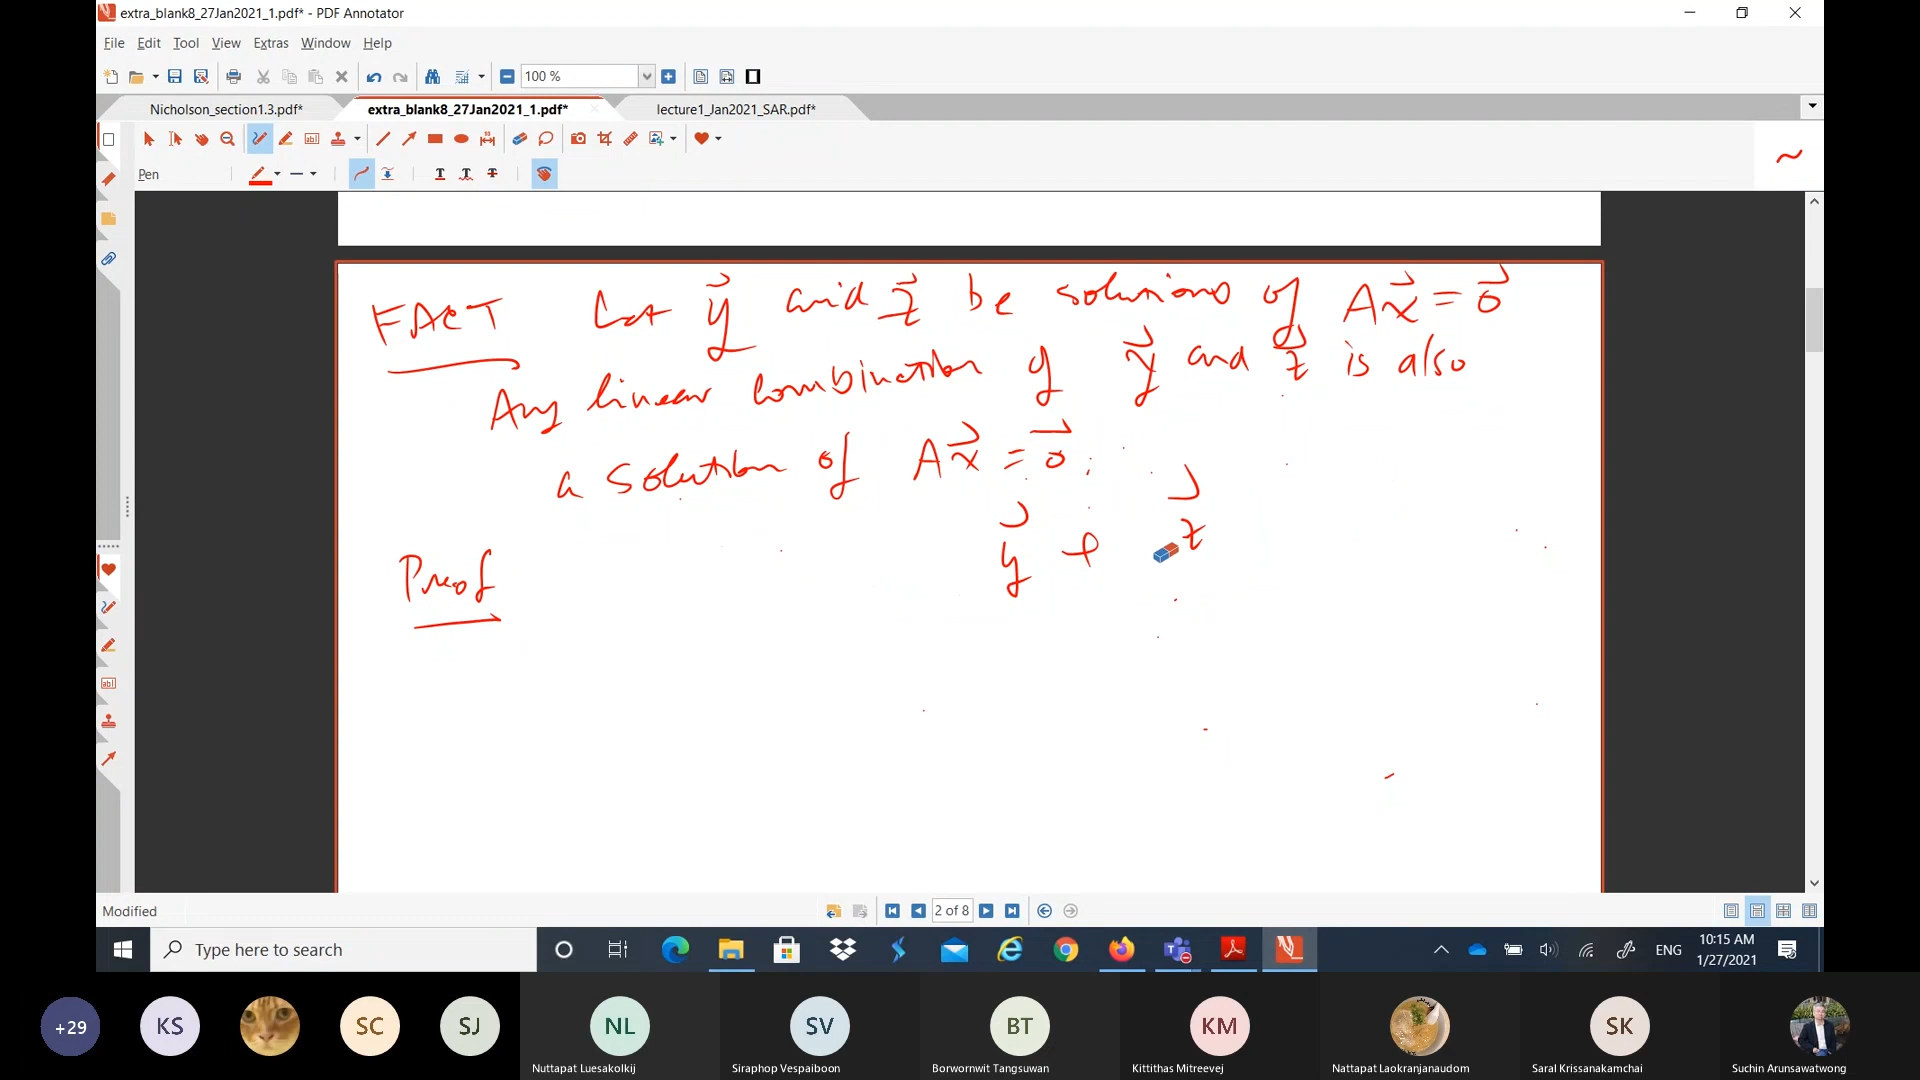 extra_blank8_27Jan2021_1.pdf* - PDF Annotator
File Edit Tool View Extras Window Help
100 %
Nicholson_section1.3.pdf* extra_blank8_27Jan2021_1.pdf* lecture1_Jan2021_SAR.pdf*
Pen
FACT Let y⃗ and z⃗ be solutions of Ax⃗ = 0⃗
Any linear combination of y⃗ and z⃗ is also
a solution of Ax⃗ = 0⃗.
y⃗ + z⃗
Proof
Modified 2 of 8
Type here to search ENG 10:15 AM
1/27/2021
+29 KS SC SJ NL SV BT KM SK
Nuttapat Luesakolkij Siraphop Vespaiboon Borwornwit Tangsuwan Kittithas Mitreevej Nattapat Laokranjanaudom Saral Krissanakamchai Suchin Arunsawatwong